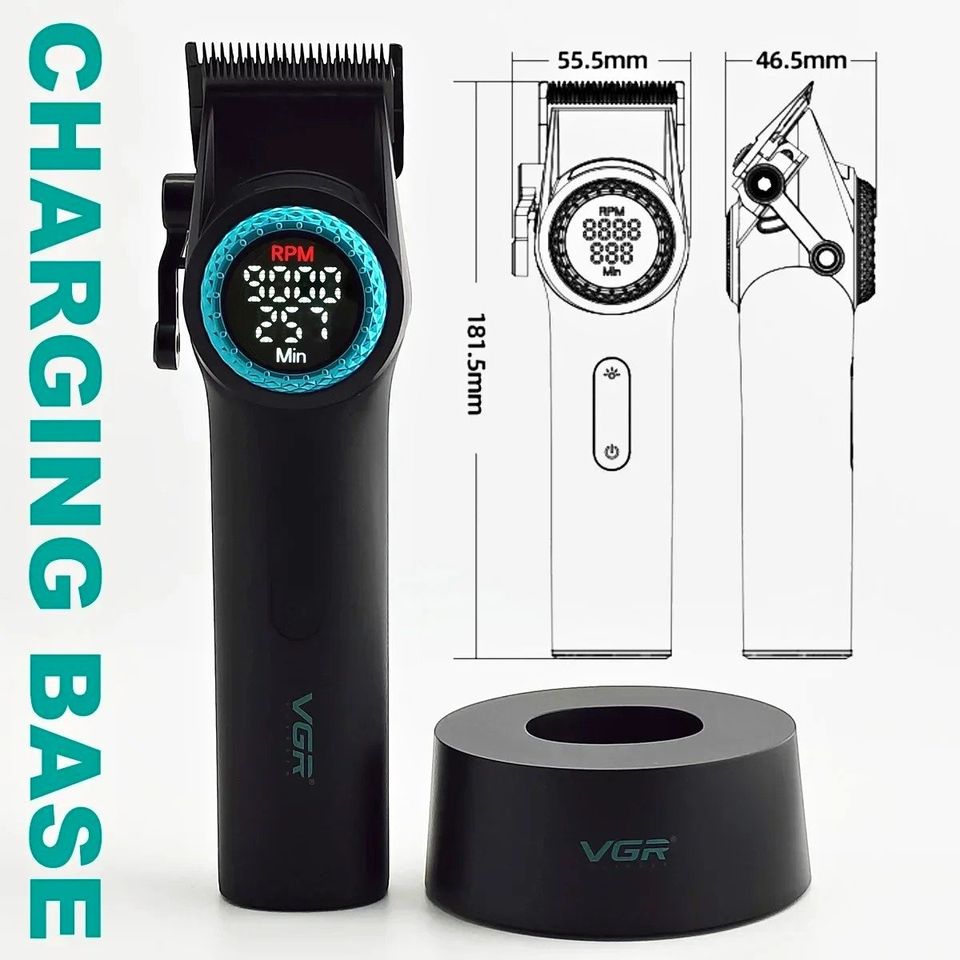 CHARGING BASE
RPM
9000
257
Min
VGR®
55.5mm
46.5mm
181.5mm
RPM
8888
888
Min
VGR®